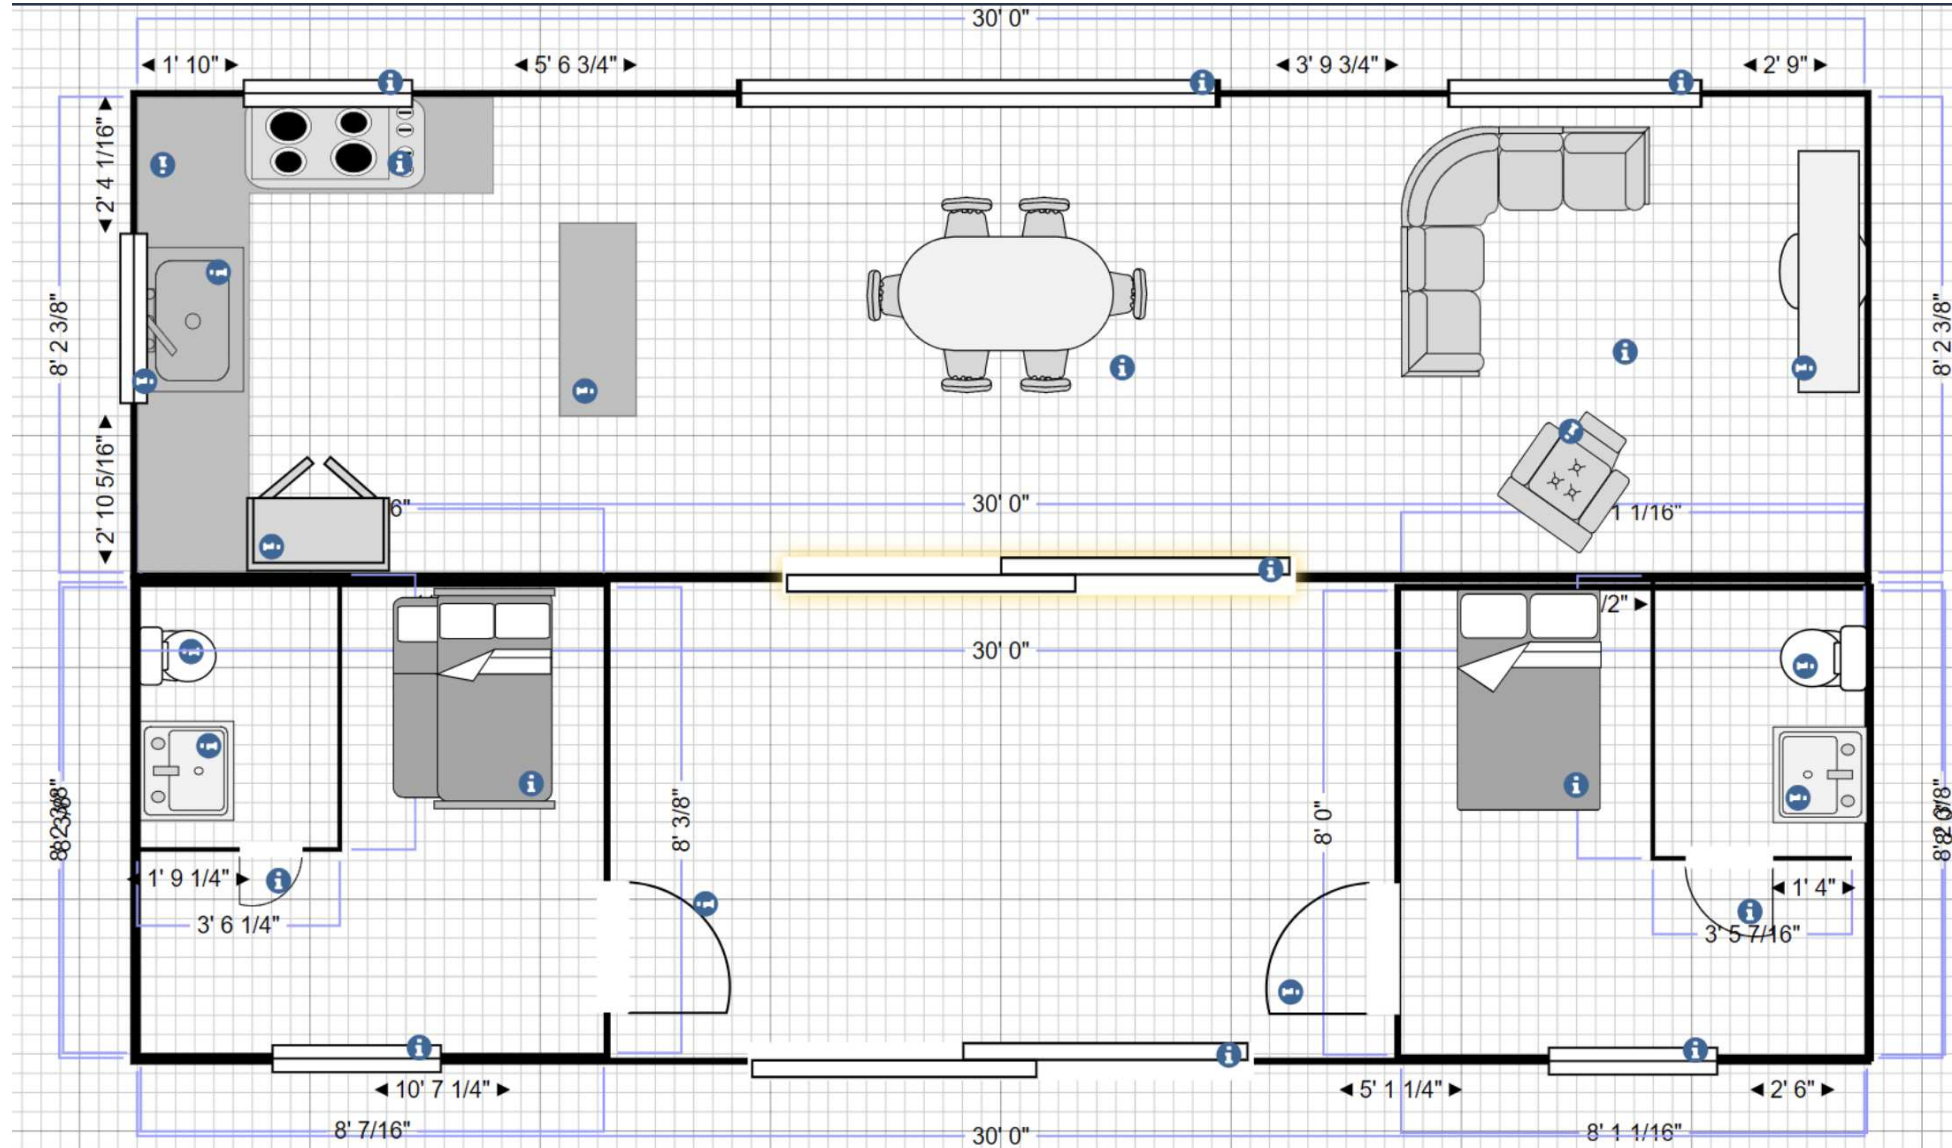 30' 0"
1' 10"
5' 6 3/4"
3' 9 3/4"
2' 9"
2' 4 1/16"
8' 2 3/8"
8' 2 3/8"
2' 10 5/16"
6"
30' 0"
1 1/16"
/2"
30' 0"
8' 3/8"
8' 0"
1' 9 1/4"
3' 6 1/4"
1' 4"
3' 5 7/16"
10' 7 1/4"
5' 1 1/4"
2' 6"
8' 7/16"
30' 0"
8' 1 1/16"